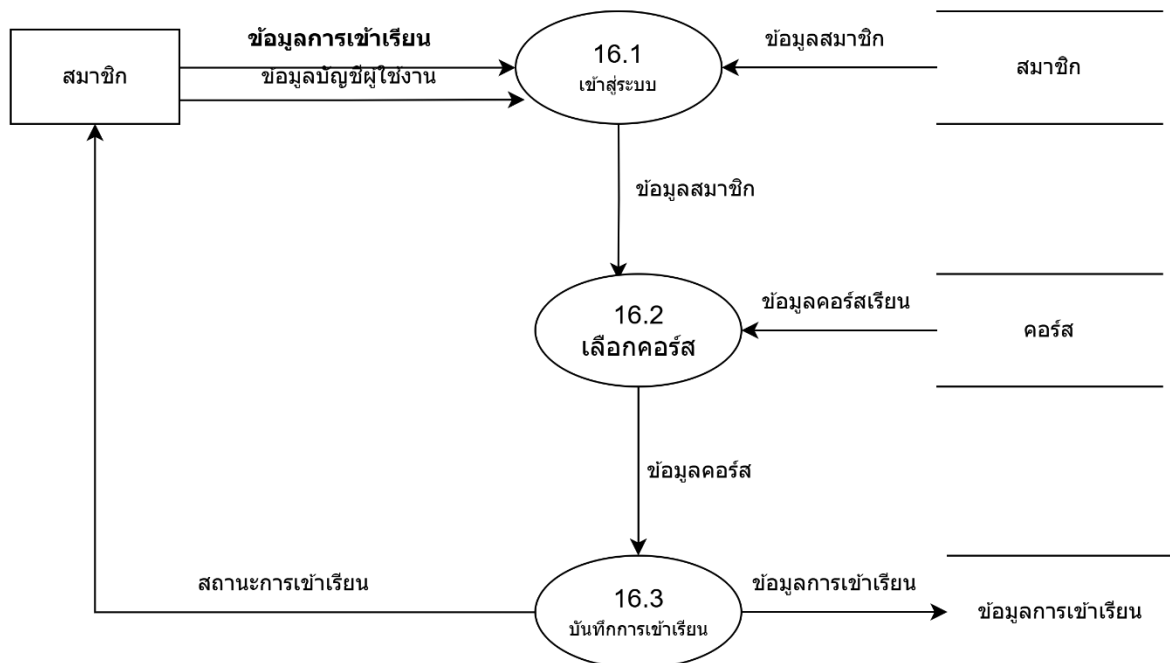 ข้อมูลการเข้าเรียน
สมาชิก
ข้อมูลบัญชีผู้ใช้งาน
16.1
เข้าสู่ระบบ
ข้อมูลสมาชิก
สมาชิก
ข้อมูลสมาชิก
16.2
เลือกคอร์ส
ข้อมูลคอร์สเรียน
คอร์ส
ข้อมูลคอร์ส
สถานะการเข้าเรียน
16.3
บันทึกการเข้าเรียน
ข้อมูลการเข้าเรียน
ข้อมูลการเข้าเรียน